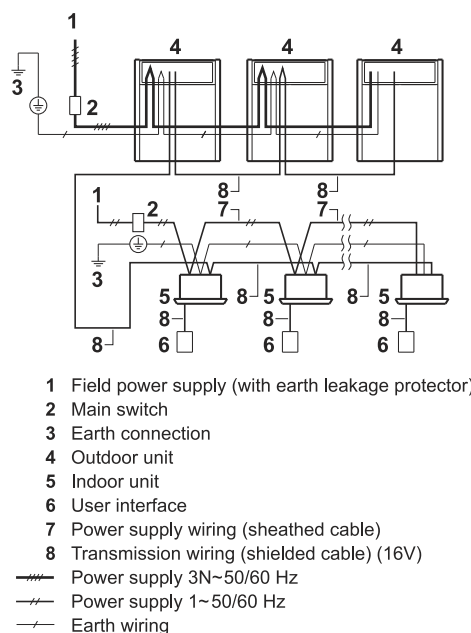 1
4 4 4
3
2
8 8
1 2 7 7
3
5 8 5 8 8 5
8 8 8
8 6 6 6
1 Field power supply (with earth leakage protector)
2 Main switch
3 Earth connection
4 Outdoor unit
5 Indoor unit
6 User interface
7 Power supply wiring (sheathed cable)
8 Transmission wiring (shielded cable) (16V)
Power supply 3N~50/60 Hz
Power supply 1~50/60 Hz
Earth wiring